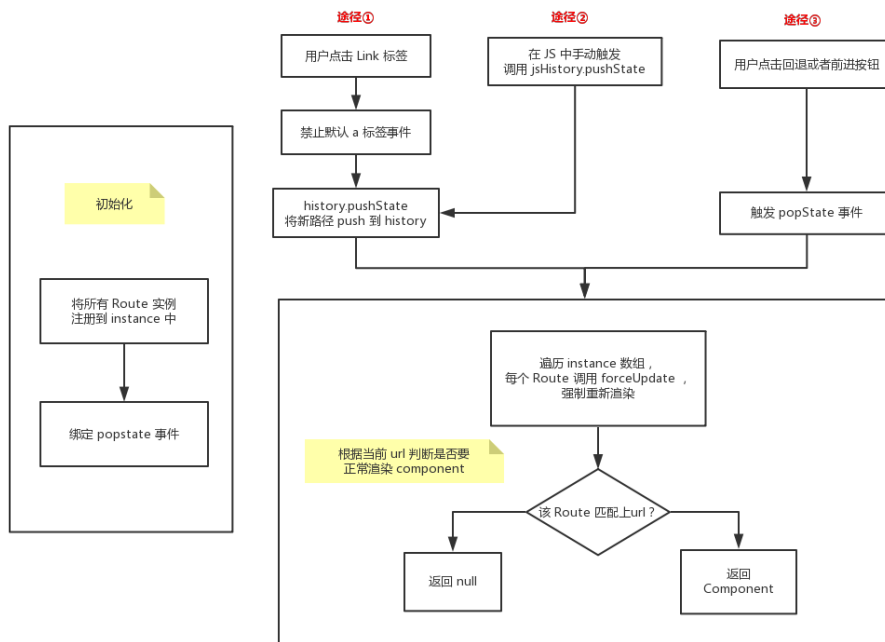 途径①
途径②
途径③
用户点击 Link 标签
在 JS 中手动触发
调用 jsHistory.pushState
用户点击回退或者前进按钮
禁止默认 a 标签事件
初始化
history.pushState
将新路径 push 到 history
触发 popState 事件
将所有 Route 实例
注册到 instance 中
绑定 popstate 事件
遍历 instance 数组，
每个 Route 调用 forceUpdate ，
强制重新渲染
根据当前 url 判断是否要
正常渲染 component
该 Route 匹配上url？
返回 null
返回
Component